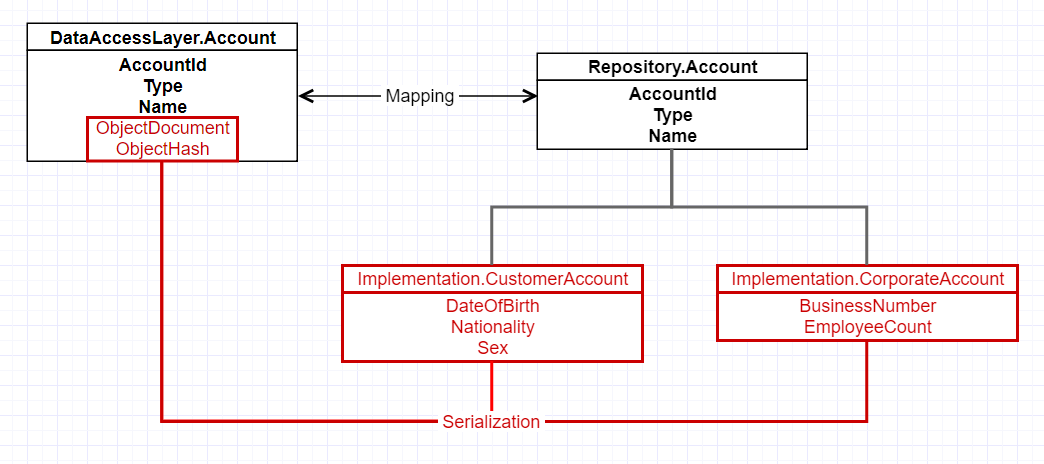 DataAccessLayer.Account
AccountId
Type
Name
ObjectDocument
ObjectHash
Mapping
Repository.Account
AccountId
Type
Name
Implementation.CustomerAccount
DateOfBirth
Nationality
Sex
Implementation.CorporateAccount
BusinessNumber
EmployeeCount
Serialization